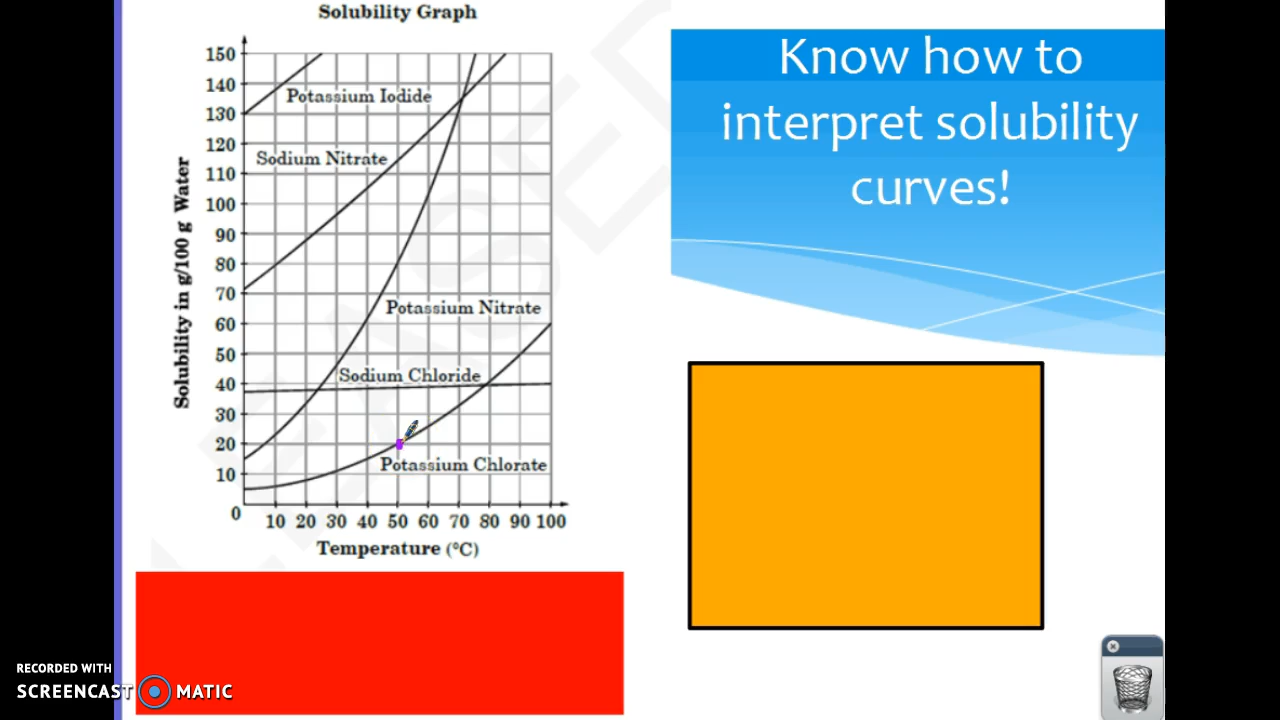 Solubility Graph
150
140
130
120
110
100
90
80
70
60
50
40
30
20
10
0
Solubility in g/100 g Water
Potassium Iodide
Sodium Nitrate
Potassium Nitrate
Sodium Chloride
Potassium Chlorate
10 20 30 40 50 60 70 80 90 100
Temperature (°C)
Know how to
interpret solubility
curves!
RECORDED WITH
SCREENCAST MATIC